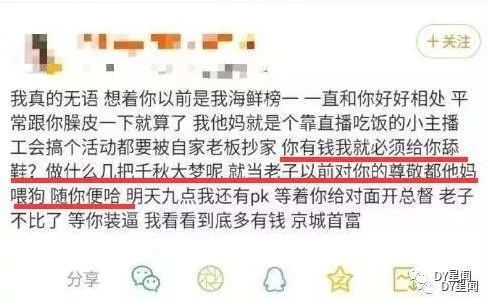 +关注
我真的无语 想着你以前是我海鲜榜一 一直和你好好相处 平
常跟你臊皮一下就算了 我他妈就是个靠直播吃饭的小主播
工会搞个活动都要被自家老板抄家 你有钱我就必须给你舔
鞋？做什么几把千秋大梦呢 就当老子以前对你的尊敬都他妈
喂狗 随你便哈 明天九点我还有pk 等着你给对面开总督 老子
不比了 等你装逼 我看看到底多有钱 京城首富
分享
DY星闻
DY星闻